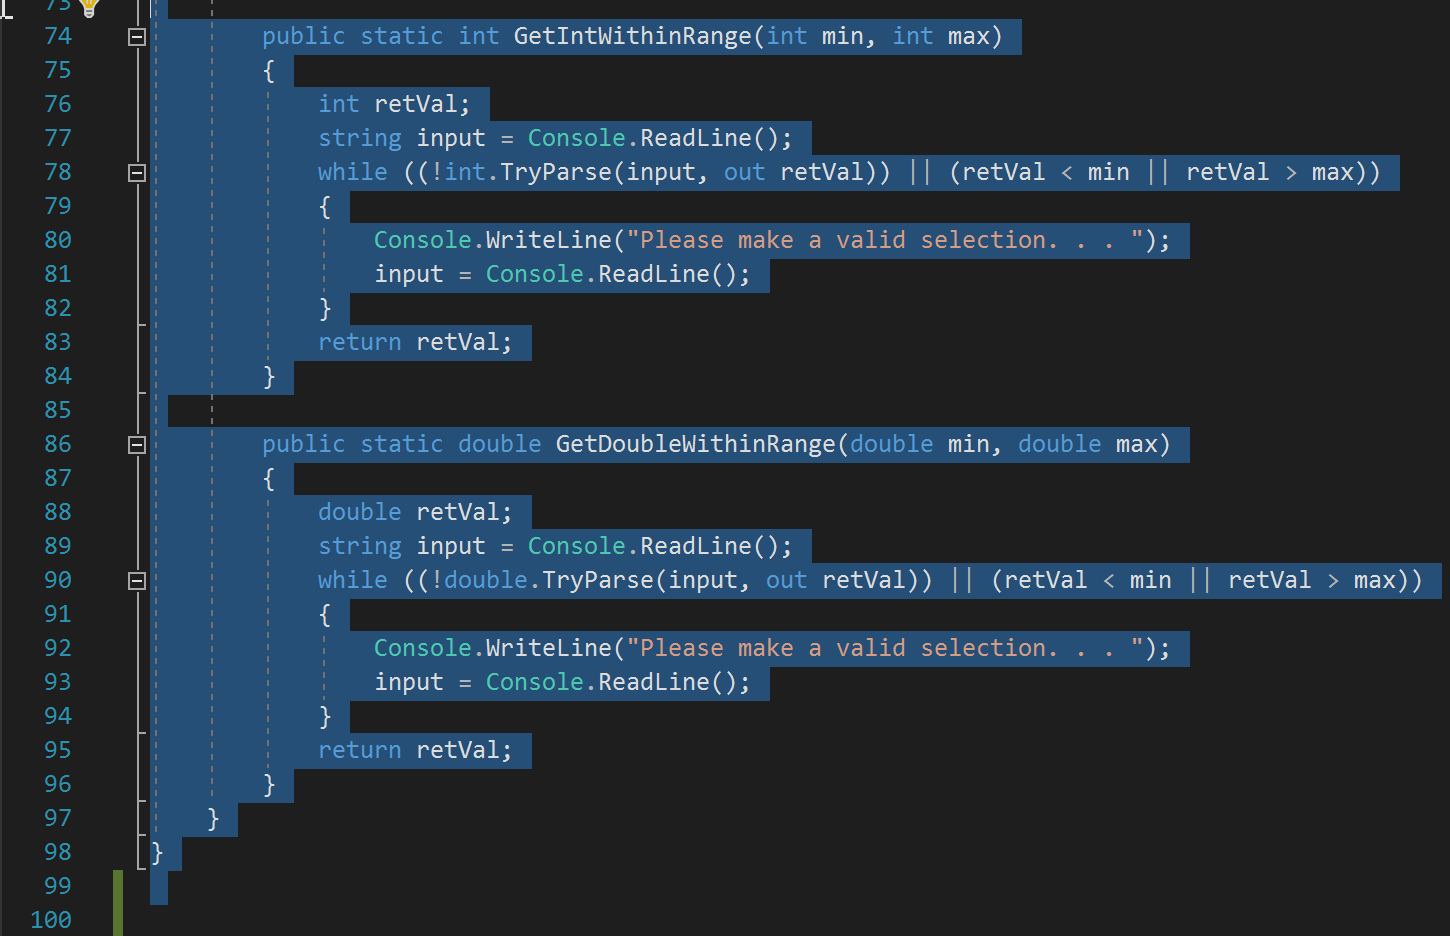 73
74 public static int GetIntWithinRange(int min, int max)
75 {
76 int retVal;
77 string input = Console.ReadLine();
78 while ((!int.TryParse(input, out retVal)) || (retVal < min || retVal > max))
79 {
80 Console.WriteLine("Please make a valid selection. . . ");
81 input = Console.ReadLine();
82 }
83 return retVal;
84 }
85
86 public static double GetDoubleWithinRange(double min, double max)
87 {
88 double retVal;
89 string input = Console.ReadLine();
90 while ((!double.TryParse(input, out retVal)) || (retVal < min || retVal > max))
91 {
92 Console.WriteLine("Please make a valid selection. . . ");
93 input = Console.ReadLine();
94 }
95 return retVal;
96 }
97 }
98 }
99
100